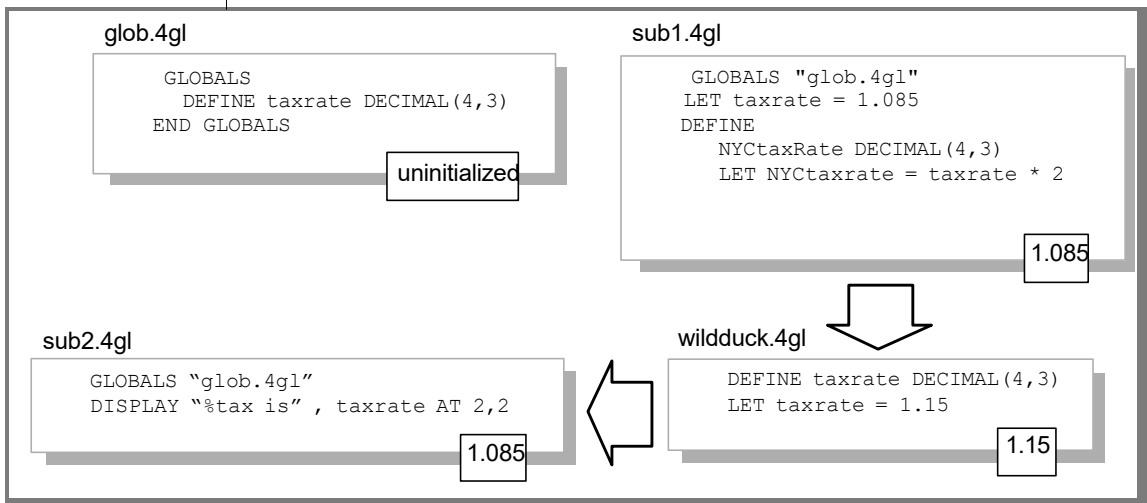 glob.4gl
GLOBALS
DEFINE taxrate DECIMAL(4,3)
END GLOBALS
uninitialized
sub1.4gl
GLOBALS "glob.4gl"
LET taxrate = 1.085
DEFINE
NYCtaxRate DECIMAL(4,3)
LET NYCtaxrate = taxrate * 2
1.085
wildduck.4gl
DEFINE taxrate DECIMAL(4,3)
LET taxrate = 1.15
1.15
sub2.4gl
GLOBALS “glob.4gl”
DISPLAY “%tax is” , taxrate AT 2,2
1.085